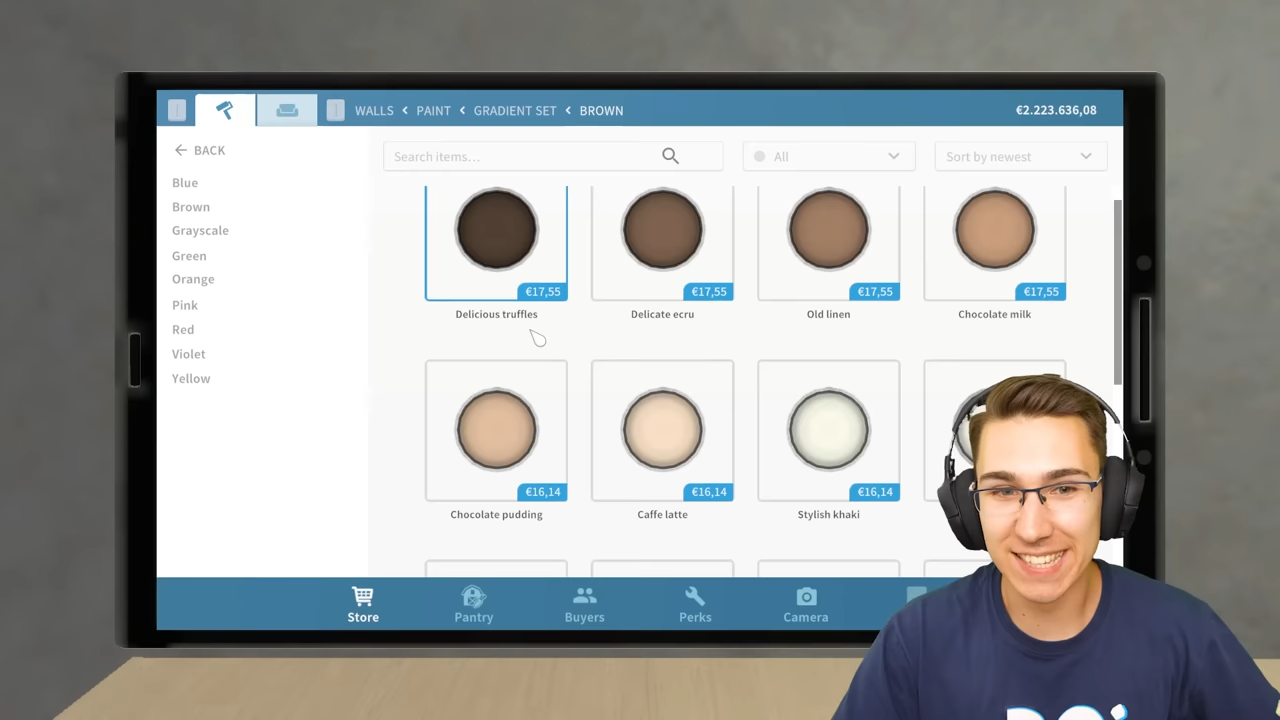 WALLS < PAINT < GRADIENT SET < BROWN
€2.223.636,08
BACK
Search items...
All
Sort by newest
Blue
Brown
Grayscale
Green
Orange
Pink
Red
Violet
Yellow
€17,55
€17,55
€17,55
€17,55
Delicious truffles
Delicate ecru
Old linen
Chocolate milk
€16,14
€16,14
€16,14
Chocolate pudding
Caffe latte
Stylish khaki
Store
Pantry
Buyers
Perks
Camera